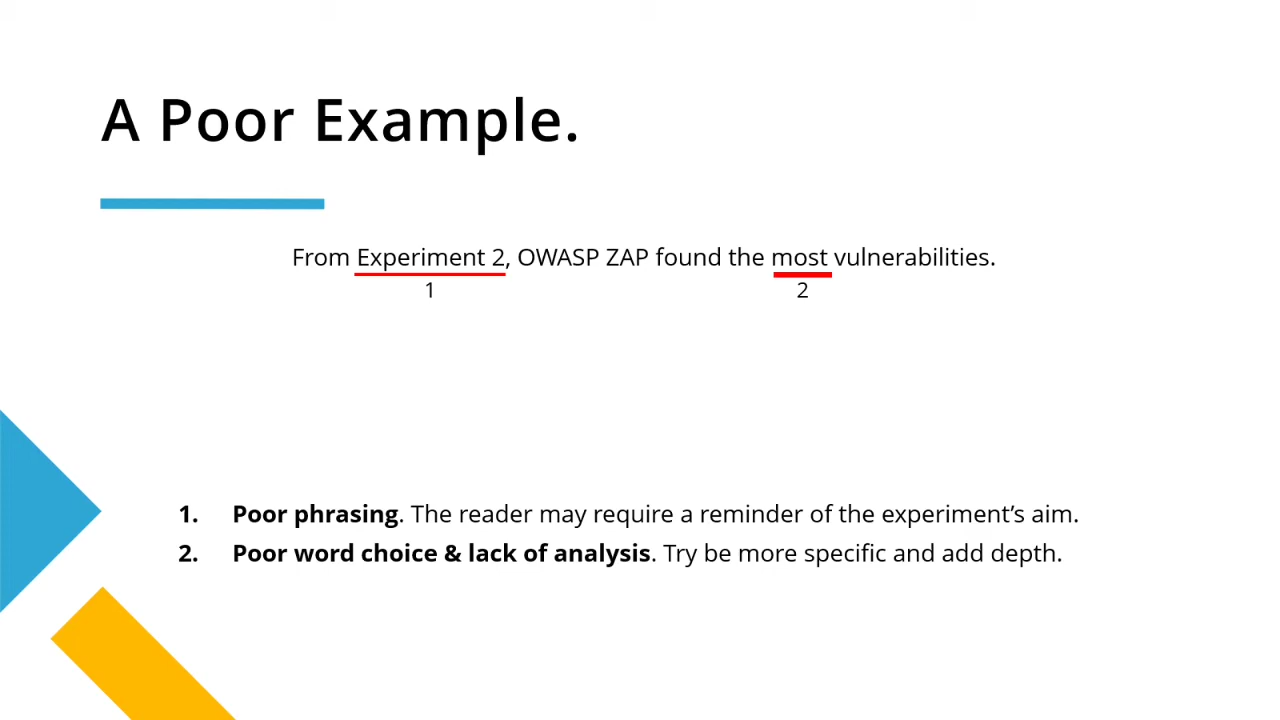 A Poor Example.
From Experiment 2, OWASP ZAP found the most vulnerabilities.
1 2
1. Poor phrasing. The reader may require a reminder of the experiment’s aim.
2. Poor word choice & lack of analysis. Try be more specific and add depth.